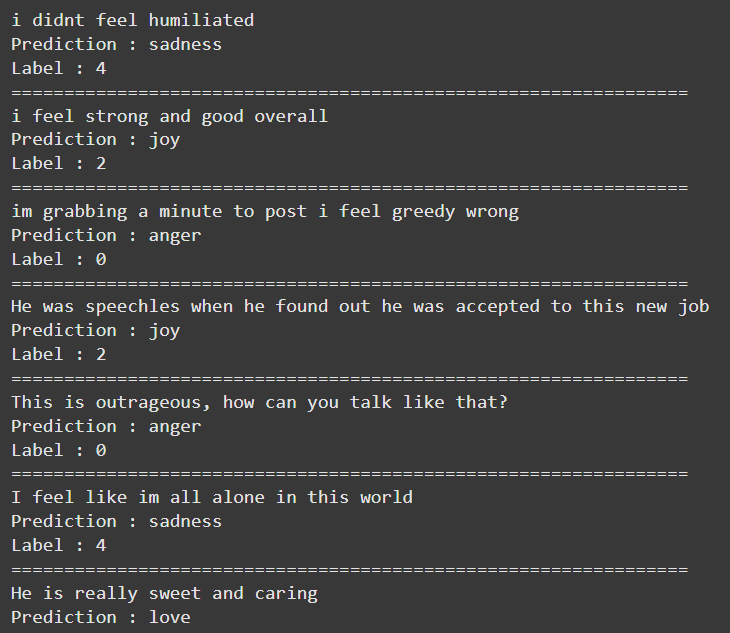 i didnt feel humiliated
Prediction : sadness
Label : 4
================================================================
i feel strong and good overall
Prediction : joy
Label : 2
================================================================
im grabbing a minute to post i feel greedy wrong
Prediction : anger
Label : 0
================================================================
He was speechles when he found out he was accepted to this new job
Prediction : joy
Label : 2
================================================================
This is outrageous, how can you talk like that?
Prediction : anger
Label : 0
================================================================
I feel like im all alone in this world
Prediction : sadness
Label : 4
================================================================
He is really sweet and caring
Prediction : love